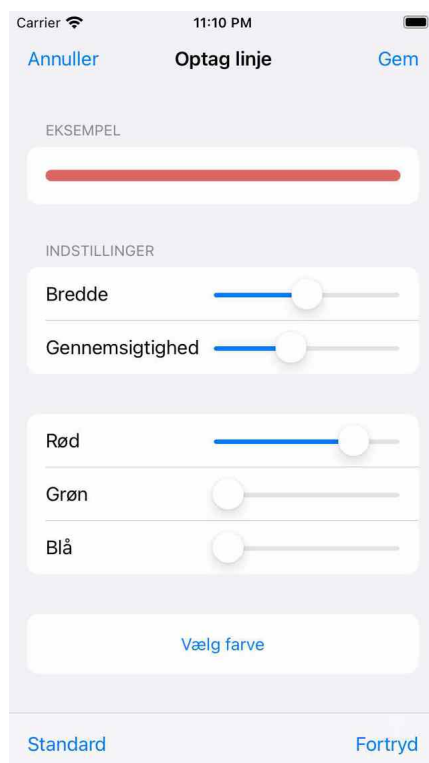 Carrier 11:10 PM
Annuller Optag linje Gem
EKSEMPEL
INDSTILLINGER
Bredde
Gennemsigtighed
Rød
Grøn
Blå
Vælg farve
Standard Fortryd